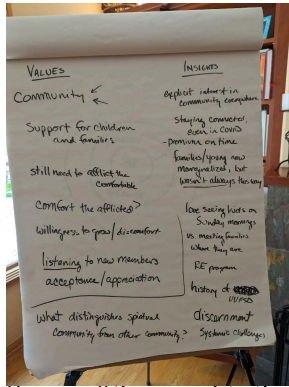 VALUES
Community
Support for children
and families
still need to afflict the
comfortable
comfort the afflicted?
willingness to grow/discomfort
listening to new members
acceptance/appreciation
what distinguishes spiritual
community from other community?
INSIGHTS
explicit interest in
community everywhere
staying connected,
even in COVID
-premium on time
families/young now
marginalized, but
wasn't always this way
love seeing kids on
Sunday mornings
vs. meeting families
where they are
RE program
history of
UUFSD
discernment
Systemic challenges